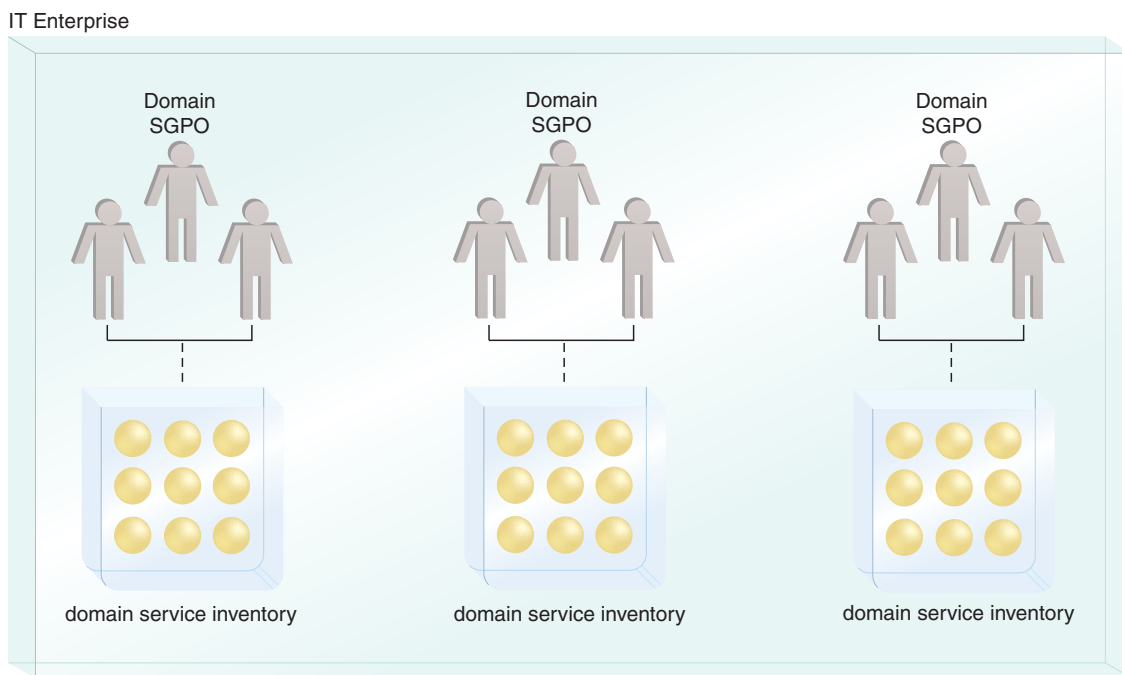 IT Enterprise
Domain
SGPO
Domain
SGPO
Domain
SGPO
domain service inventory
domain service inventory
domain service inventory